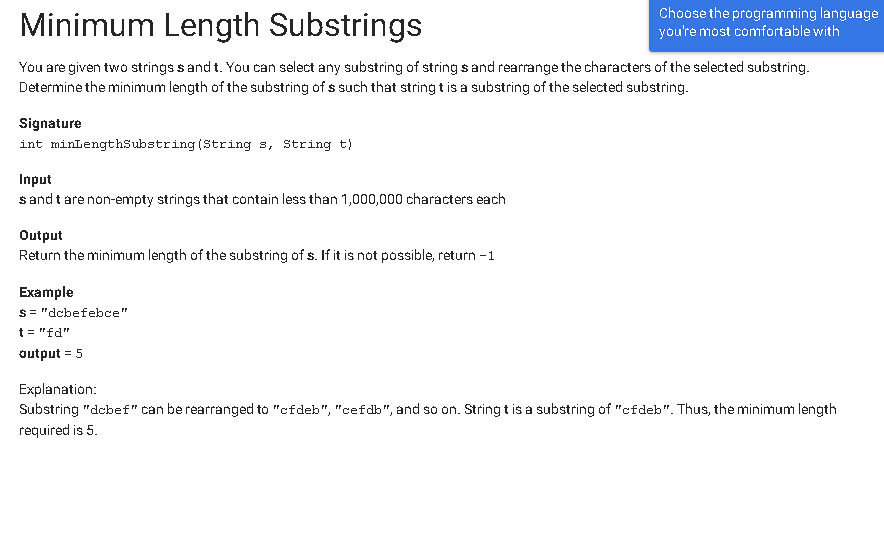 Minimum Length Substrings
Choose the programming language
you're most comfortable with
You are given two strings s and t. You can select any substring of string s and rearrange the characters of the selected substring.
Determine the minimum length of the substring of s such that string t is a substring of the selected substring.
Signature
int minLengthSubstring(String s, String t)
Input
s and t are non-empty strings that contain less than 1,000,000 characters each
Output
Return the minimum length of the substring of s. If it is not possible, return -1
Example
s = "dcbefebce"
t = "fd"
output = 5
Explanation:
Substring "dcbef" can be rearranged to "cfdeb", "cefdb", and so on. String t is a substring of "cfdeb". Thus, the minimum length
required is 5.